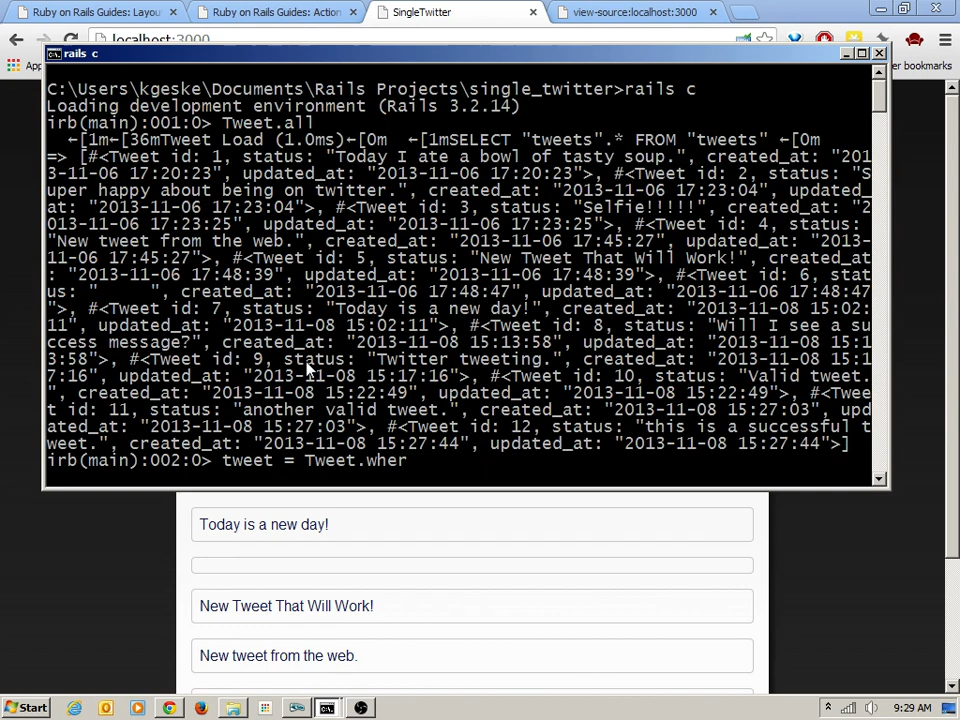 Ruby on Rails Guides: Layou
Ruby on Rails Guides: Action
SingleTwitter
view-source:localhost:3000
localhost:3000
App
er bookmarks
rails c
C:\Users\kgeske\Documents\Rails Projects\single_twitter>rails c
Loading development environment (Rails 3.2.14)
irb(main):001:0> Tweet.all
←[1m←[36mTweet Load (1.0ms)←[0m  ←[1mSELECT "tweets".* FROM "tweets" ←[0m
=> [#<Tweet id: 1, status: "Today I ate a bowl of tasty soup.", created_at: "201
3-11-06 17:20:23", updated_at: "2013-11-06 17:20:23">, #<Tweet id: 2, status: "S
uper happy about being on twitter.", created_at: "2013-11-06 17:23:04", updated_
at: "2013-11-06 17:23:04">, #<Tweet id: 3, status: "Selfie!!!!!", created_at: "2
013-11-06 17:23:25", updated_at: "2013-11-06 17:23:25">, #<Tweet id: 4, status:
"New tweet from the web.", created_at: "2013-11-06 17:45:27", updated_at: "2013-
11-06 17:45:27">, #<Tweet id: 5, status: "New Tweet That Will Work!", created_at
: "2013-11-06 17:48:39", updated_at: "2013-11-06 17:48:39">, #<Tweet id: 6, stat
us: "     ", created_at: "2013-11-06 17:48:47", updated_at: "2013-11-06 17:48:47
">, #<Tweet id: 7, status: "Today is a new day!", created_at: "2013-11-08 15:02:
11", updated_at: "2013-11-08 15:02:11">, #<Tweet id: 8, status: "Will I see a su
ccess message?", created_at: "2013-11-08 15:13:58", updated_at: "2013-11-08 15:1
3:58">, #<Tweet id: 9, status: "Twitter tweeting.", created_at: "2013-11-08 15:1
7:16", updated_at: "2013-11-08 15:17:16">, #<Tweet id: 10, status: "Valid tweet.
", created_at: "2013-11-08 15:22:49", updated_at: "2013-11-08 15:22:49">, #<Twee
t id: 11, status: "another valid tweet.", created_at: "2013-11-08 15:27:03", upd
ated_at: "2013-11-08 15:27:03">, #<Tweet id: 12, status: "this is a successful t
weet.", created_at: "2013-11-08 15:27:44", updated_at: "2013-11-08 15:27:44">]
irb(main):002:0> tweet = Tweet.wher
Today is a new day!
New Tweet That Will Work!
New tweet from the web.
Start
9:29 AM